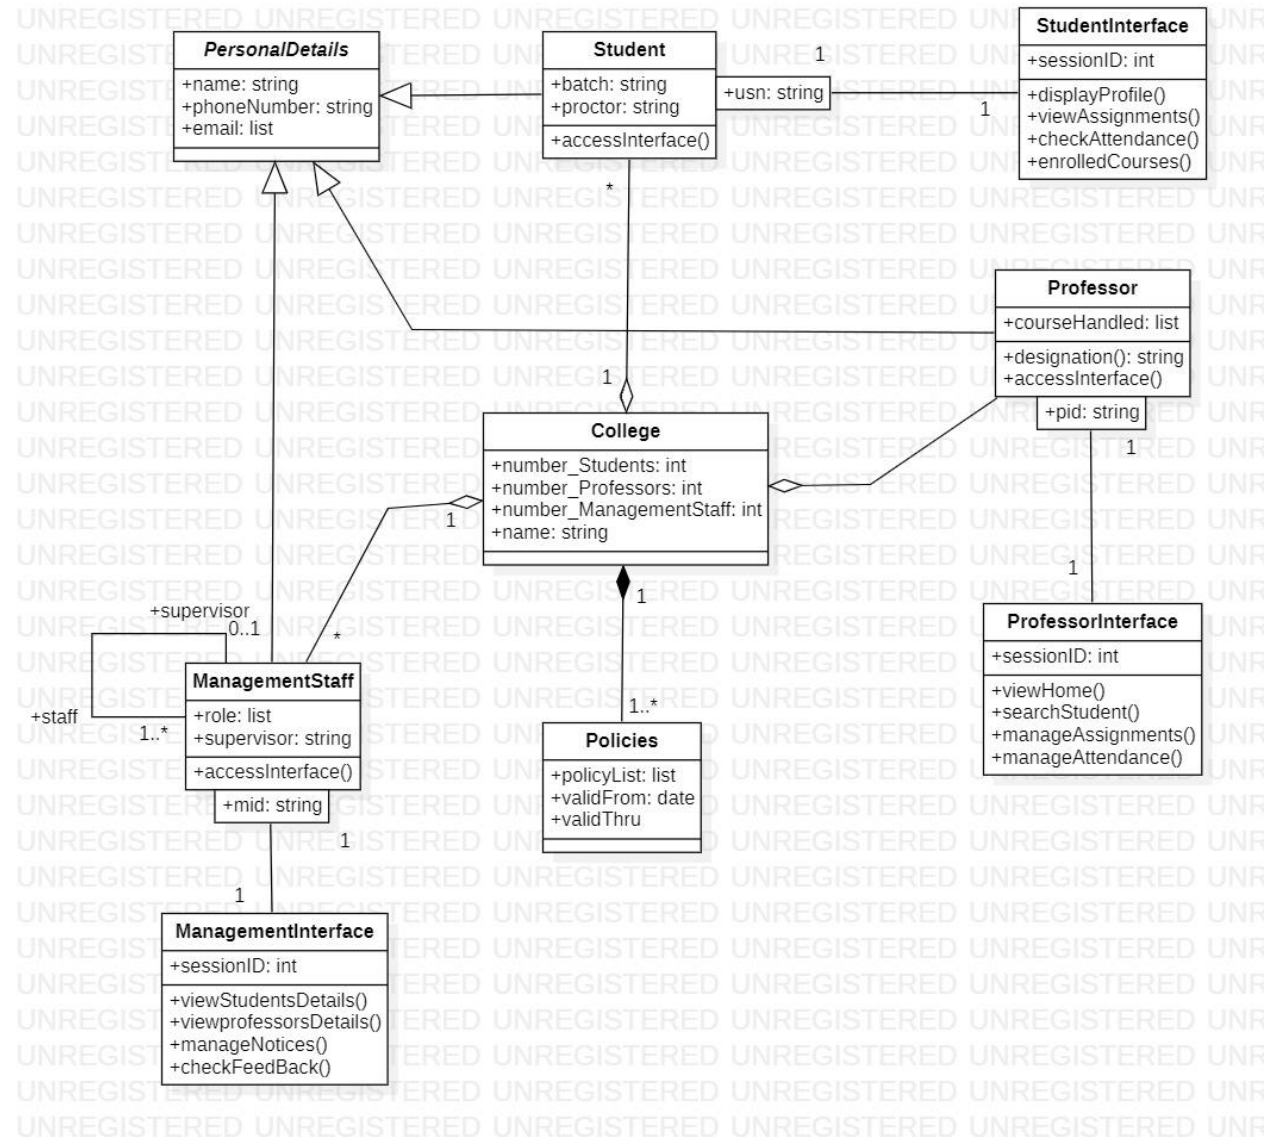 PersonalDetails
+name: string
+phoneNumber: string
+email: list
Student
+batch: string
+proctor: string
+accessInterface()
+usn: string
1
1
StudentInterface
+sessionID: int
+displayProfile()
+viewAssignments()
+checkAttendance()
+enrolledCourses()
*
1
Professor
+courseHandled: list
+designation(): string
+accessInterface()
+pid: string
1
1
College
+number_Students: int
+number_Professors: int
+number_ManagementStaff: int
+name: string
1
*
1
1..*
+supervisor
0..1
+staff
1..*
ManagementStaff
+role: list
+supervisor: string
+accessInterface()
+mid: string
1
1
Policies
+policyList: list
+validFrom: date
+validThru
ProfessorInterface
+sessionID: int
+viewHome()
+searchStudent()
+manageAssignments()
+manageAttendance()
ManagementInterface
+sessionID: int
+viewStudentsDetails()
+viewprofessorsDetails()
+manageNotices()
+checkFeedBack()
UNREGISTERED